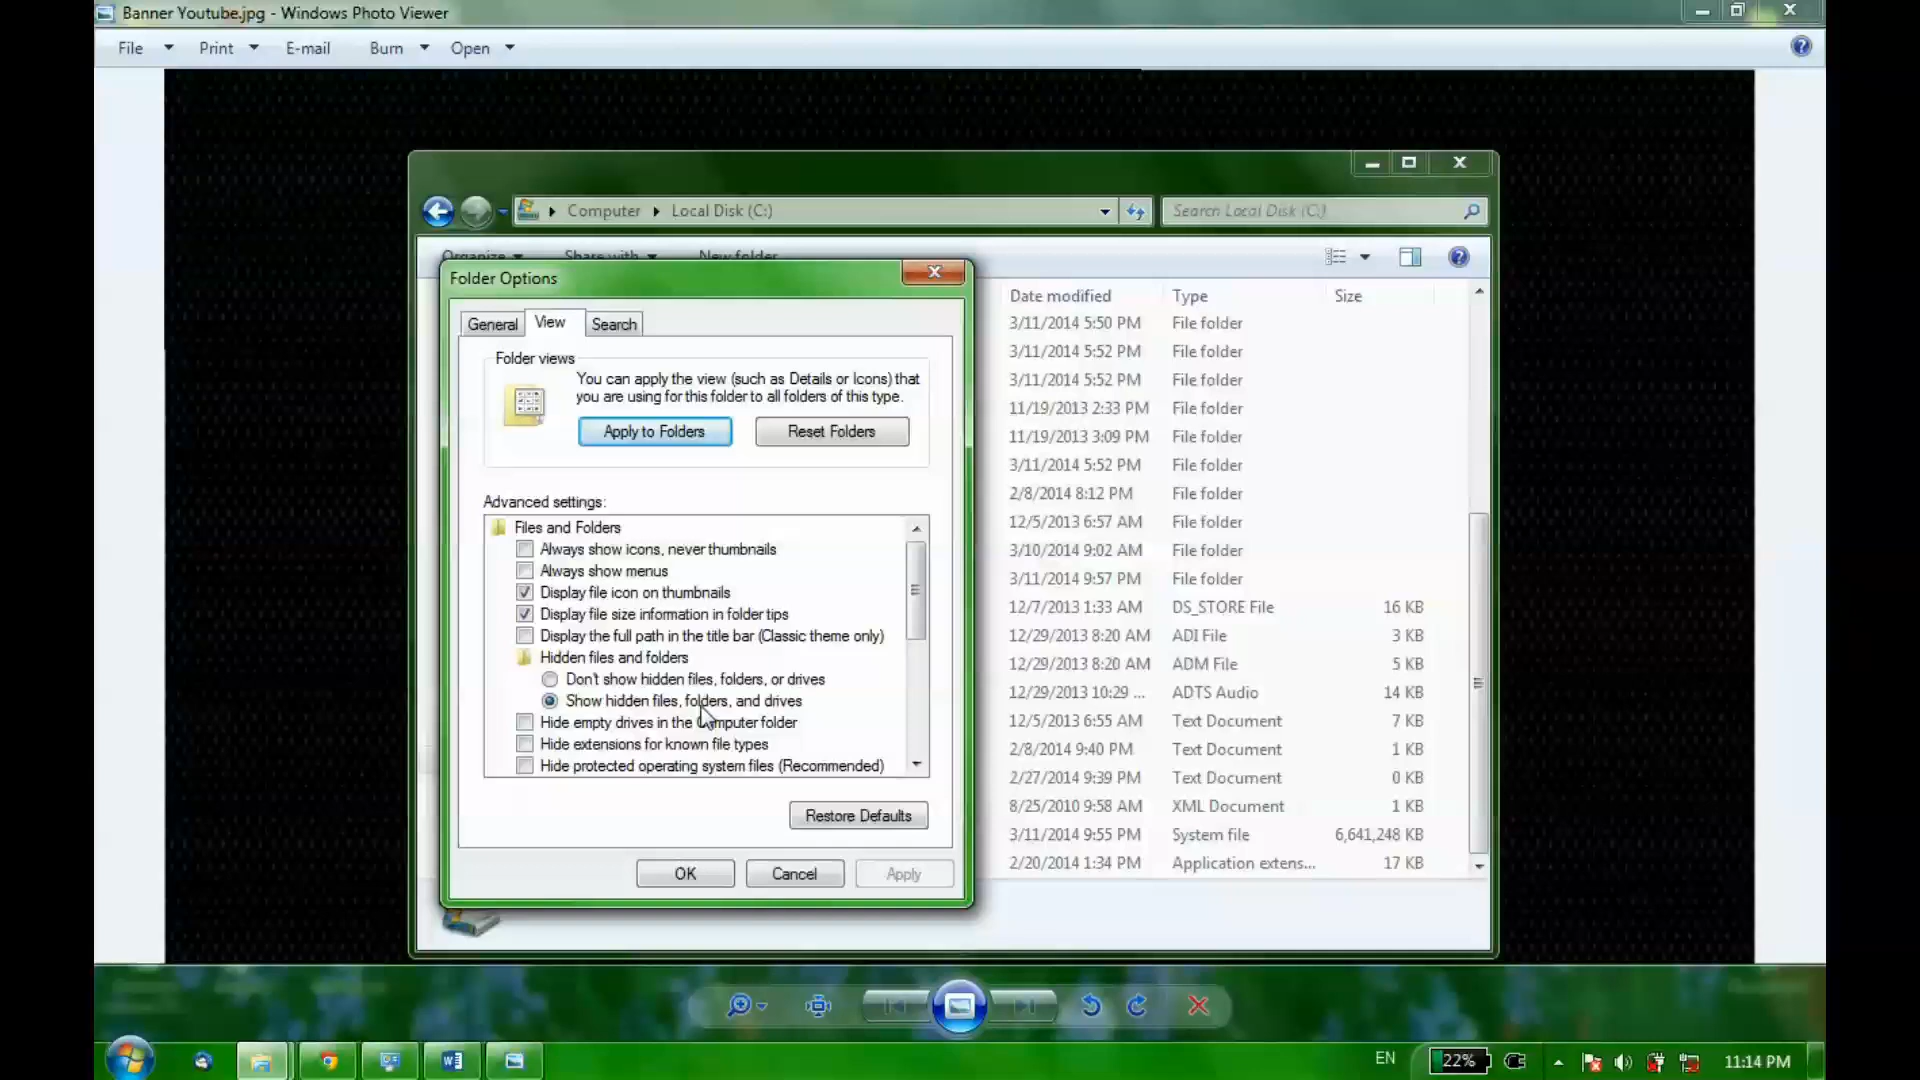 Banner Youtube.jpg - Windows Photo Viewer
File Print E-mail Burn Open
Computer Local Disk (C:) Search Local Disk (C:)
Organize Share with New folder
Folder Options
General View Search
Folder views
You can apply the view (such as Details or Icons) that
you are using for this folder to all folders of this type.
Apply to Folders Reset Folders
Advanced settings:
Files and Folders
Always show icons, never thumbnails
Always show menus
Display file icon on thumbnails
Display file size information in folder tips
Display the full path in the title bar (Classic theme only)
Hidden files and folders
Don't show hidden files, folders, or drives
Show hidden files, folders, and drives
Hide empty drives in the Computer folder
Hide extensions for known file types
Hide protected operating system files (Recommended)
Restore Defaults
OK Cancel Apply
Date modified Type Size
3/11/2014 5:50 PM File folder
3/11/2014 5:52 PM File folder
3/11/2014 5:52 PM File folder
11/19/2013 2:33 PM File folder
11/19/2013 3:09 PM File folder
3/11/2014 5:52 PM File folder
2/8/2014 8:12 PM File folder
12/5/2013 6:57 AM File folder
3/10/2014 9:02 AM File folder
3/11/2014 9:57 PM File folder
12/7/2013 1:33 AM DS_STORE File 16 KB
12/29/2013 8:20 AM ADI File 3 KB
12/29/2013 8:20 AM ADM File 5 KB
12/29/2013 10:29 ... ADTS Audio 14 KB
12/5/2013 6:55 AM Text Document 7 KB
2/8/2014 9:40 PM Text Document 1 KB
2/27/2014 9:39 PM Text Document 0 KB
8/25/2010 9:58 AM XML Document 1 KB
3/11/2014 9:55 PM System file 6,641,248 KB
2/20/2014 1:34 PM Application extens... 17 KB
EN 22% 11:14 PM